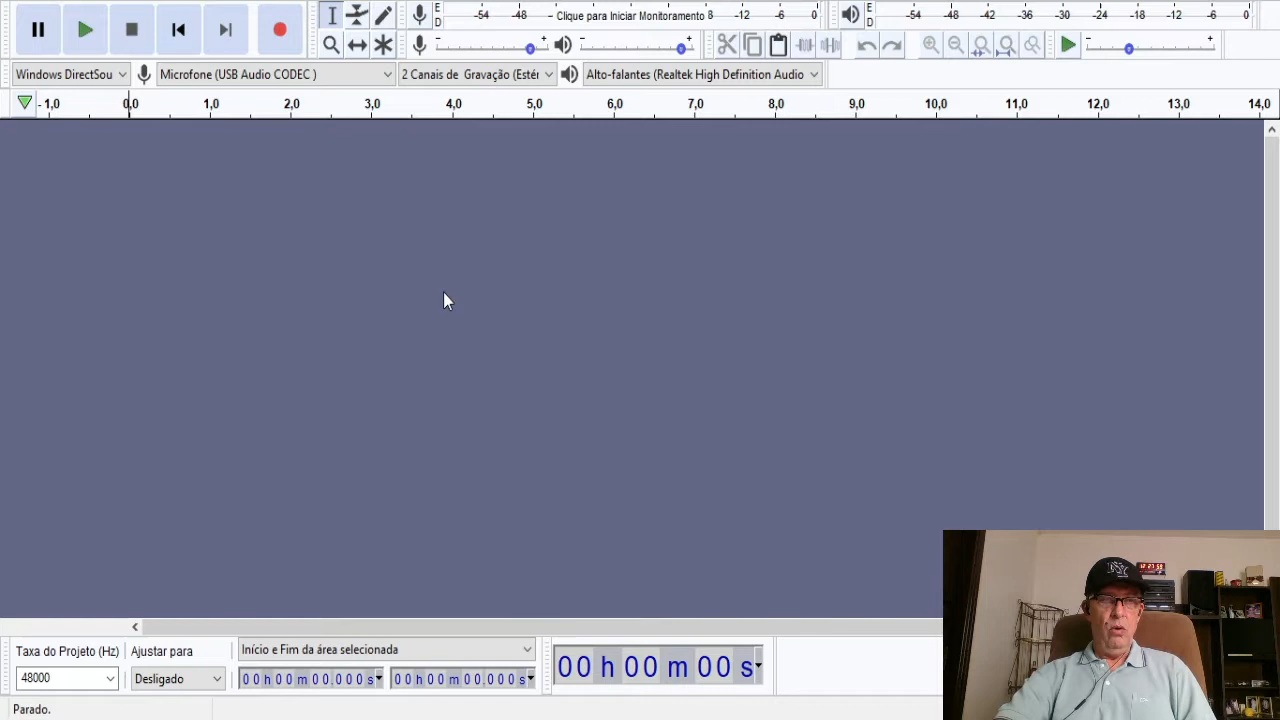 E
D
-54 -48 Clique para Iniciar Monitoramento 8 -12 -6 0
E
D
-54 -48 -42 -36 -30 -24 -18 -12 -6 0
- +
- +
- +
Windows DirectSou
Microfone (USB Audio CODEC )
2 Canais de Gravação (Estér
Alto-falantes (Realtek High Definition Audio
- 1,0 0,0 1,0 2,0 3,0 4,0 5,0 6,0 7,0 8,0 9,0 10,0 11,0 12,0 13,0 14,0
Taxa do Projeto (Hz)
Ajustar para
Início e Fim da área selecionada
48000
Desligado
00 h 00 m 00.000 s
00 h 00 m 00.000 s
00 h 00 m 00 s
Parado.
NY